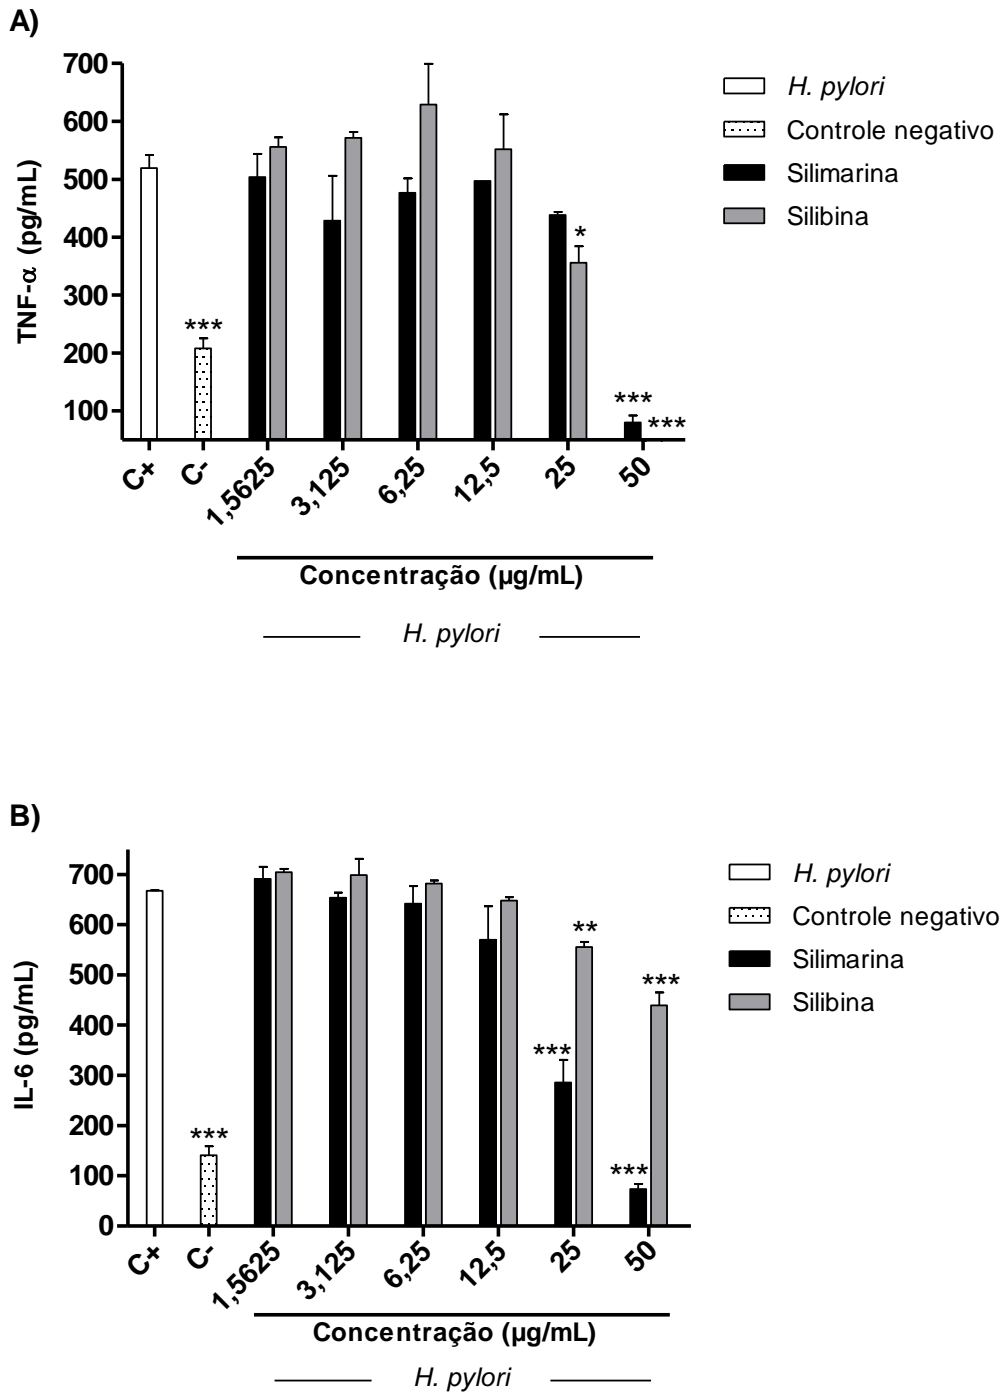 A)
TNF-α (pg/mL)
700
600
500
400
300
200
100
***
*
***
***
C+
C-
1,5625
3,125
6,25
12,5
25
50
Concentração (µg/mL)
H. pylori
H. pylori
Controle negativo
Silimarina
Silibina
B)
IL-6 (pg/mL)
700
600
500
400
300
200
100
0
***
***
**
***
***
C+
C-
1,5625
3,125
6,25
12,5
25
50
Concentração (µg/mL)
H. pylori
H. pylori
Controle negativo
Silimarina
Silibina